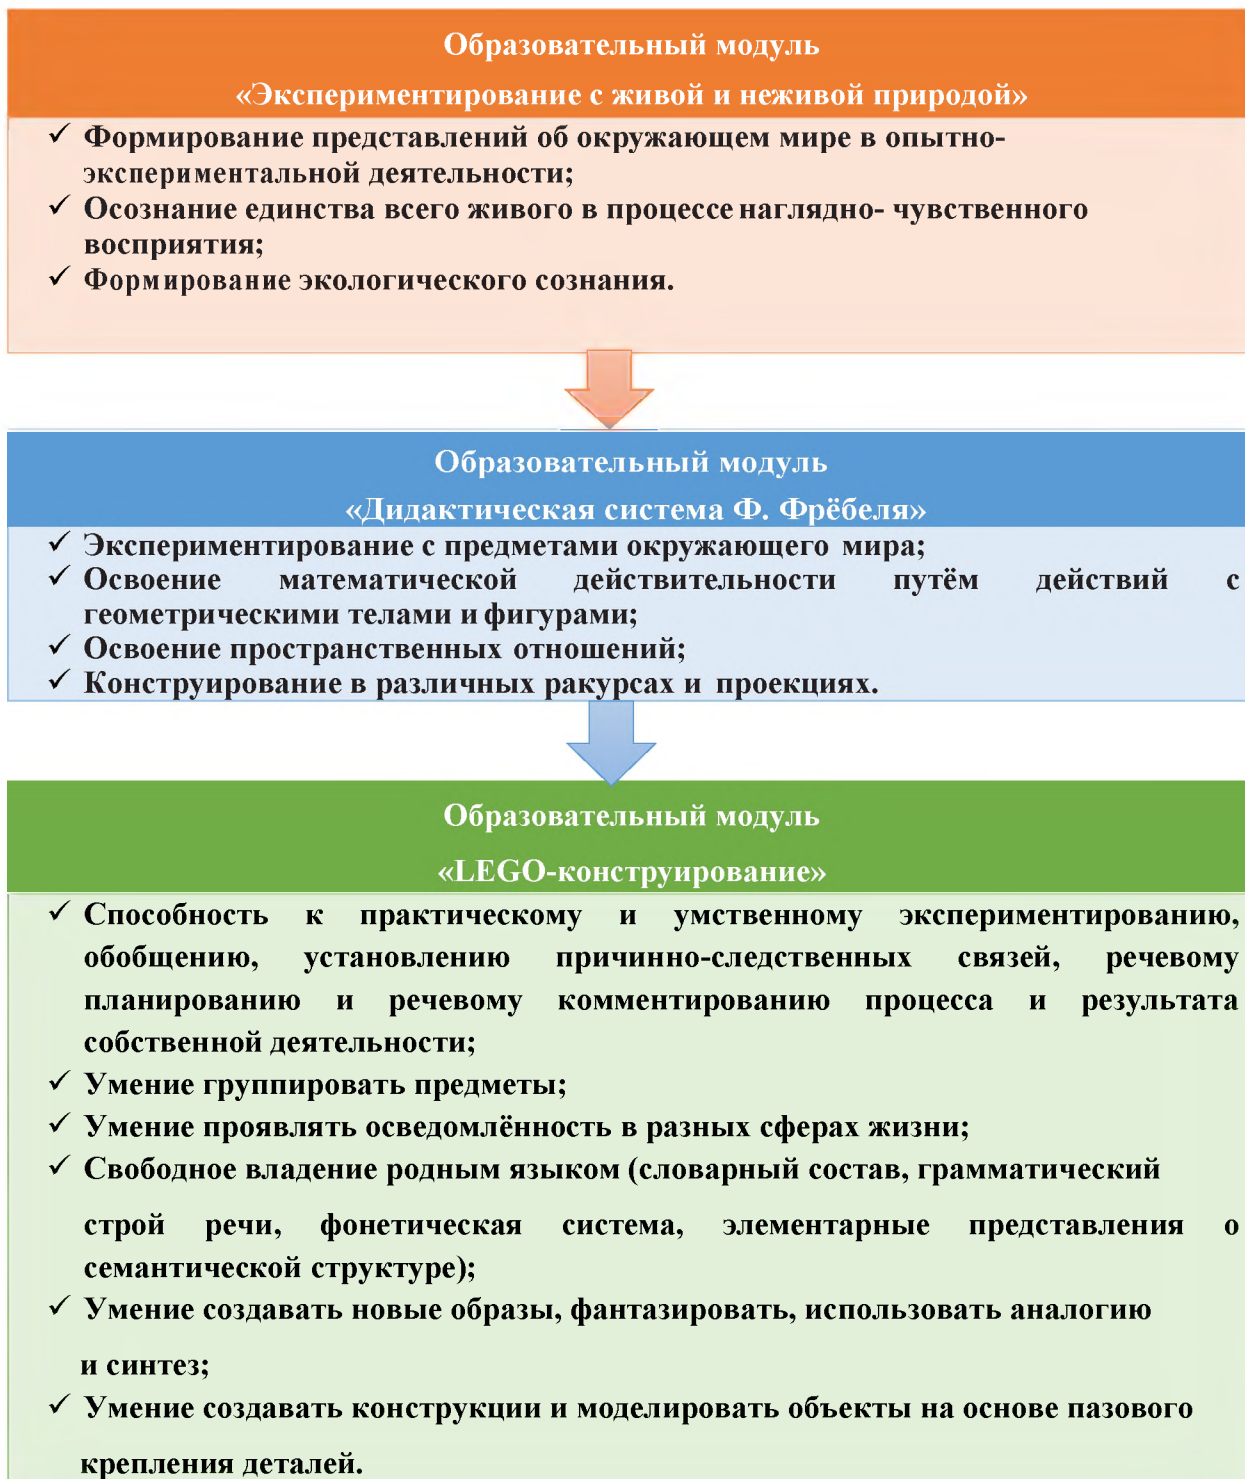 Образовательный модуль
«Экспериментирование с живой и неживой природой»
✓ Формирование представлений об окружающем мире в опытно-
экспериментальной деятельности;
✓ Осознание единства всего живого в процессе наглядно- чувственного
восприятия;
✓ Формирование экологического сознания.
Образовательный модуль
«Дидактическая система Ф. Фрёбеля»
✓ Экспериментирование с предметами окружающего мира;
✓ Освоение математической действительности путём действий с
геометрическими телами и фигурами;
✓ Освоение пространственных отношений;
✓ Конструирование в различных ракурсах и проекциях.
Образовательный модуль
«LEGO-конструирование»
✓ Способность к практическому и умственному экспериментированию,
обобщению, установлению причинно-следственных связей, речевому
планированию и речевому комментированию процесса и результата
собственной деятельности;
✓ Умение группировать предметы;
✓ Умение проявлять осведомлённость в разных сферах жизни;
✓ Свободное владение родным языком (словарный состав, грамматический
строй речи, фонетическая система, элементарные представления о
семантической структуре);
✓ Умение создавать новые образы, фантазировать, использовать аналогию
и синтез;
✓ Умение создавать конструкции и моделировать объекты на основе пазового
крепления деталей.